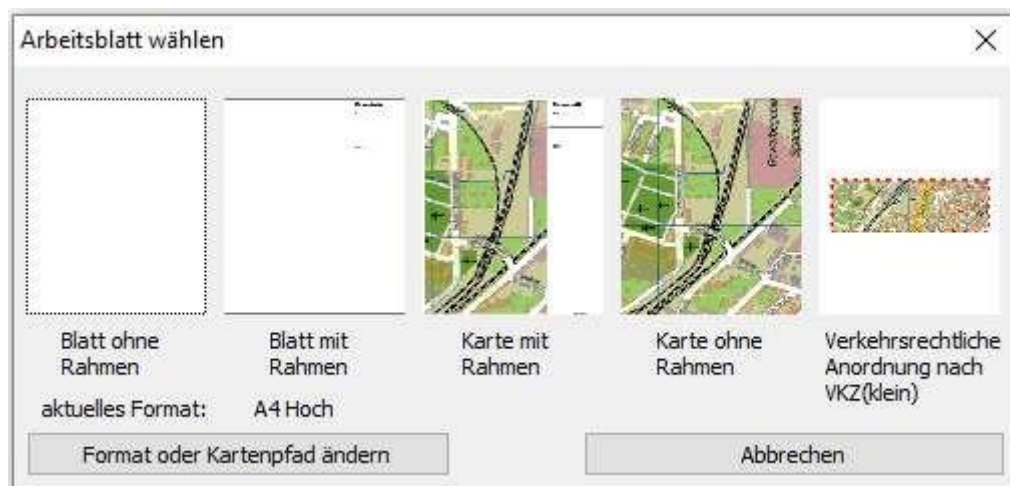 Arbeitsblatt wählen
Gewerbegebiet
Blatt ohne
Rahmen
Blatt mit
Rahmen
Karte mit
Rahmen
Karte ohne
Rahmen
Verkehrsrechtliche
Anordnung nach
VKZ(klein)
aktuelles Format: A4 Hoch
Format oder Kartenpfad ändern
Abbrechen